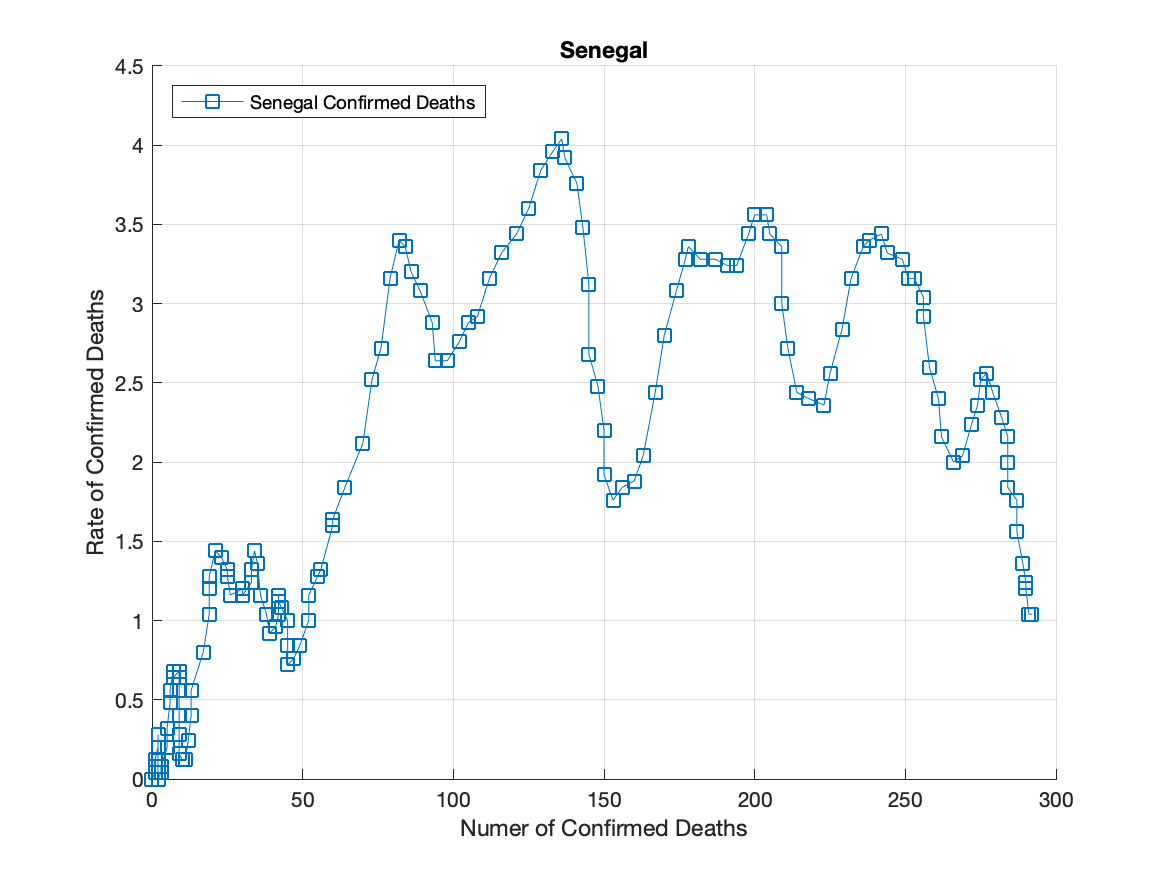 Senegal
4.5
Senegal Confirmed Deaths
4
3.5
3
2.5
2
1.5
1
0.5
0
Rate of Confirmed Deaths
0 50 100 150 200 250 300
Numer of Confirmed Deaths